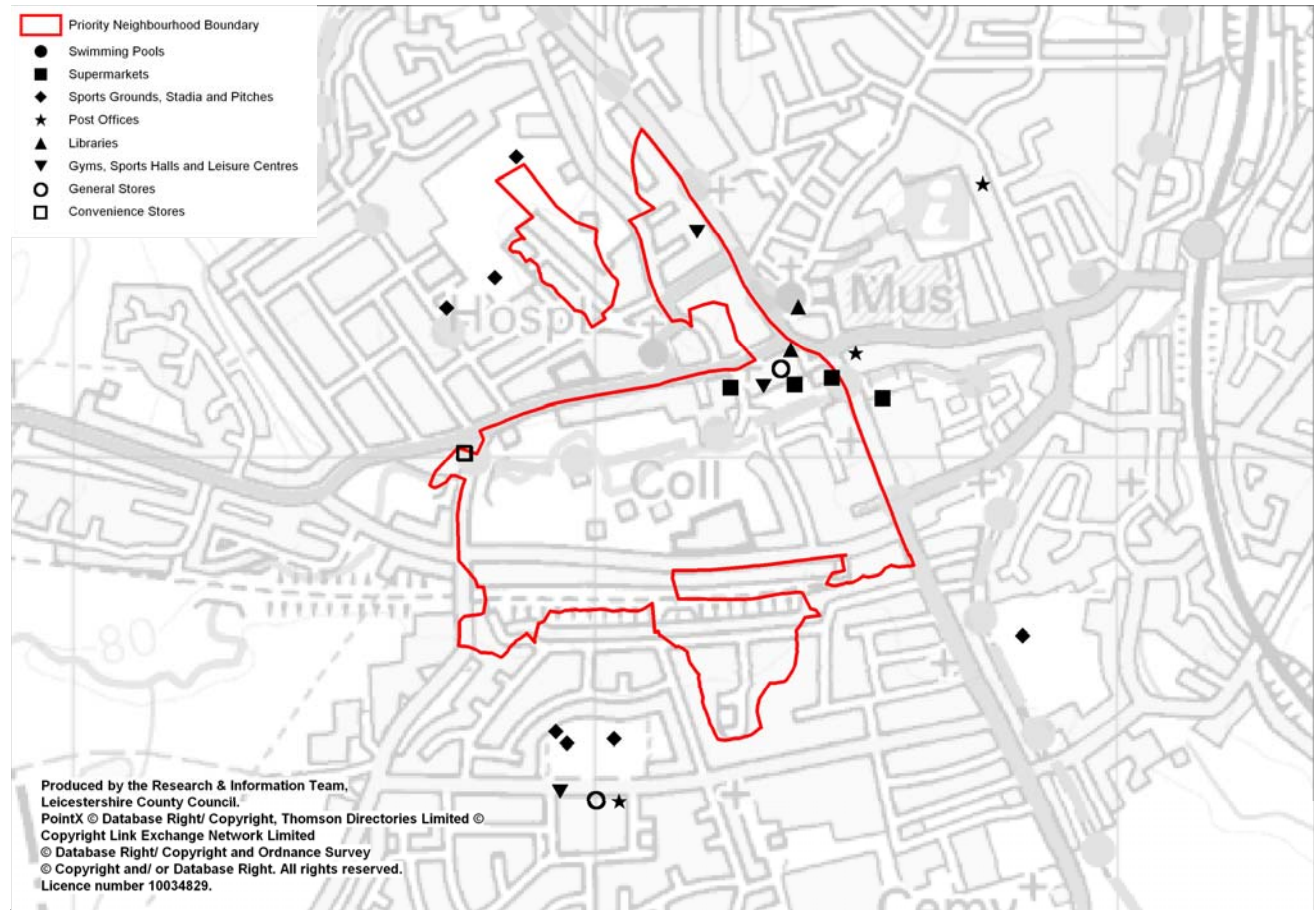 Priority Neighbourhood Boundary
Swimming Pools
Supermarkets
Sports Grounds, Stadia and Pitches
Post Offices
Libraries
Gyms, Sports Halls and Leisure Centres
General Stores
Convenience Stores
Mus
Hospl
Coll
80
Cemy
Produced by the Research & Information Team,
Leicestershire County Council.
PointX © Database Right/ Copyright, Thomson Directories Limited ©
Copyright Link Exchange Network Limited
© Database Right/ Copyright and Ordnance Survey
© Copyright and/ or Database Right. All rights reserved.
Licence number 10034829.